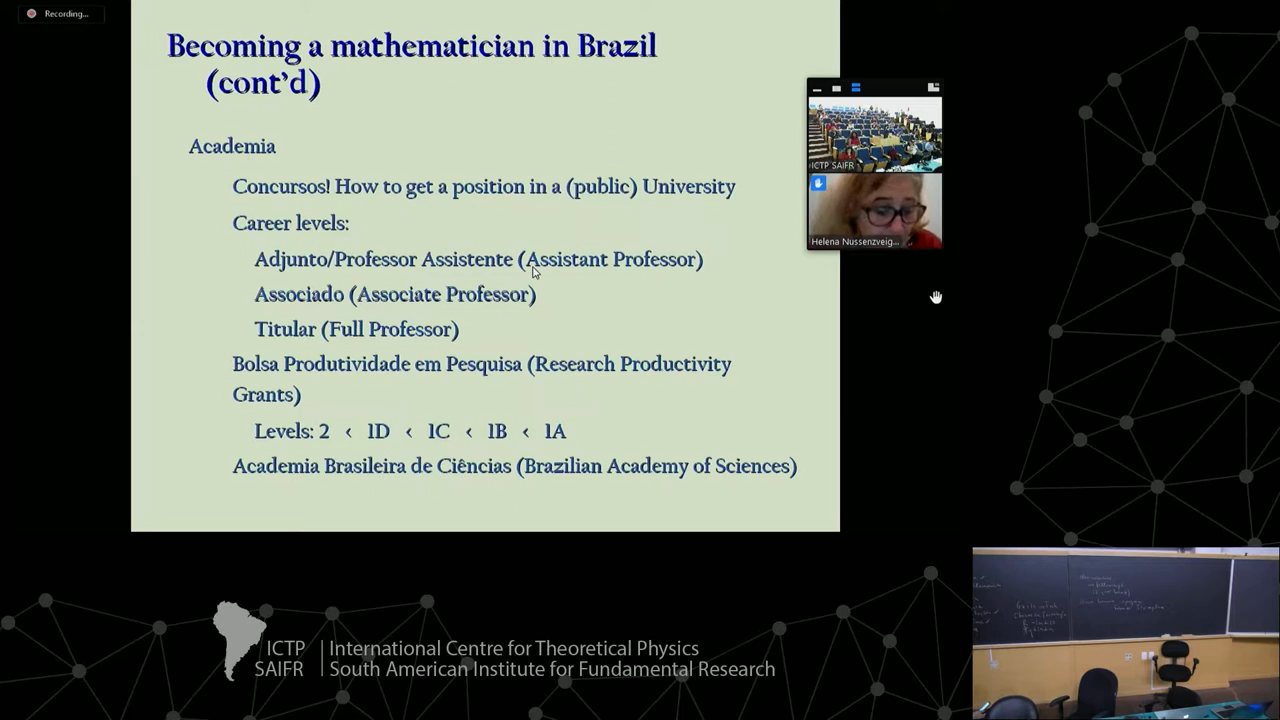 Recording...
Becoming a mathematician in Brazil
(cont'd)
Academia
Concursos! How to get a position in a (public) University
Career levels:
Adjunto/Professor Assistente (Assistant Professor)
Associado (Associate Professor)
Titular (Full Professor)
Bolsa Produtividade em Pesquisa (Research Productivity
Grants)
Levels: 2 < 1D < 1C < 1B < 1A
Academia Brasileira de Ciências (Brazilian Academy of Sciences)
ICTP SAIFR
Helena Nussenzveig...
ICTP
SAIFR
International Centre for Theoretical Physics
South American Institute for Fundamental Research